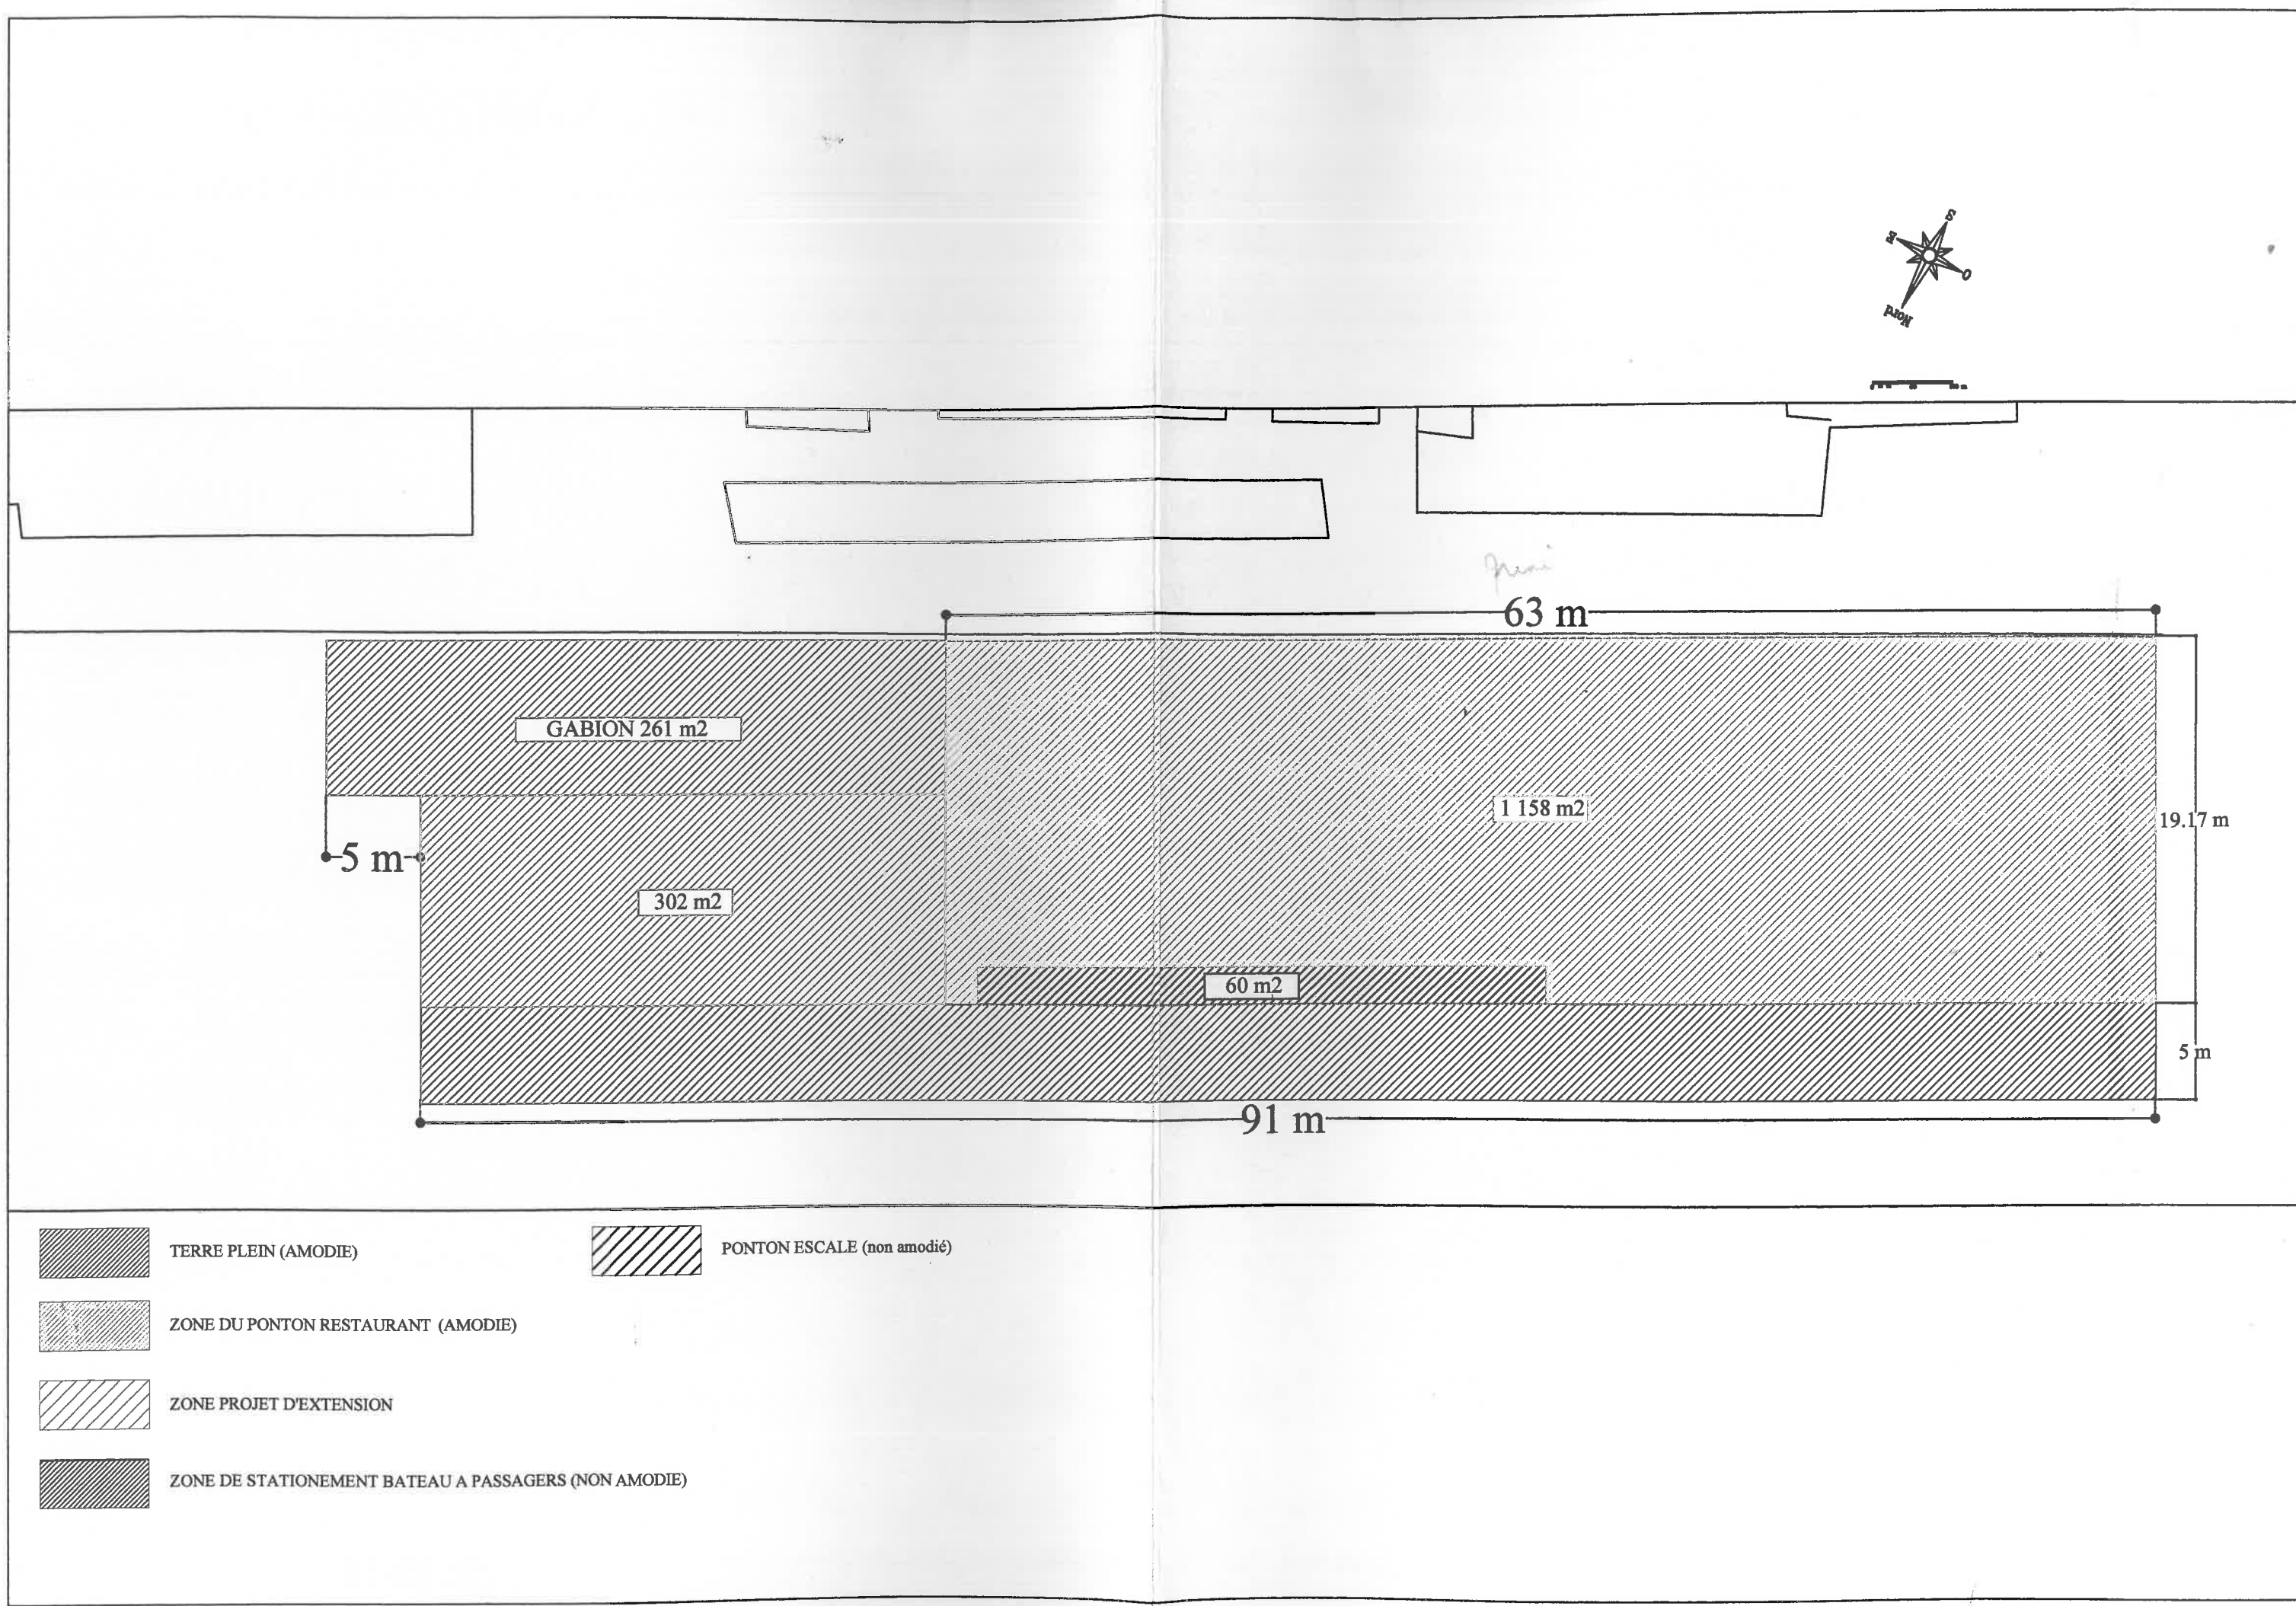 S
E
O
Nord
63 m
GABION 261 m2
1 158 m2
19.17 m
5 m
302 m2
60 m2
5 m
91 m
TERRE PLEIN (AMODIE)
PONTON ESCALE (non amodié)
ZONE DU PONTON RESTAURANT (AMODIE)
ZONE PROJET D'EXTENSION
ZONE DE STATIONEMENT BATEAU A PASSAGERS (NON AMODIE)